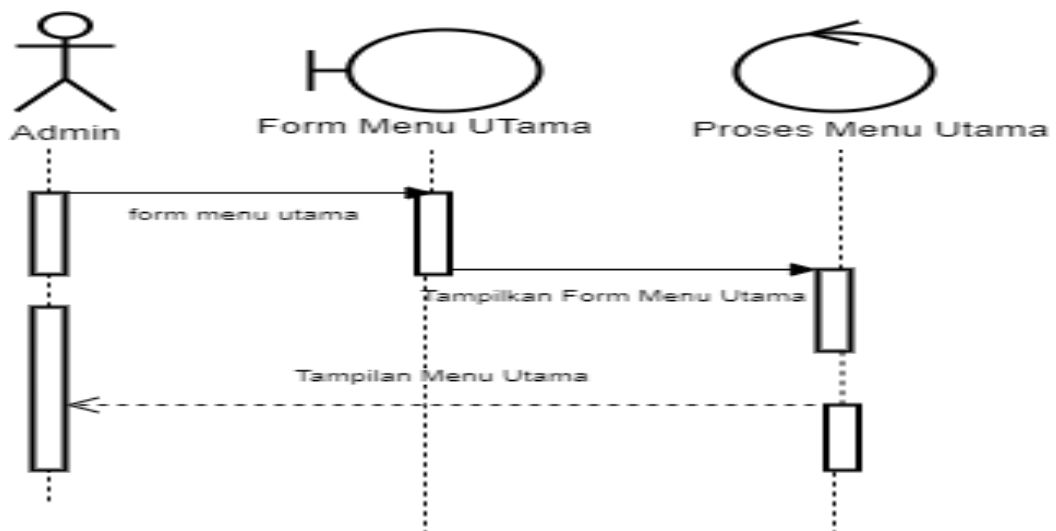 Admin
Form Menu UTama
Proses Menu Utama
form menu utama
Tampilkan Form Menu Utama
Tampilan Menu Utama